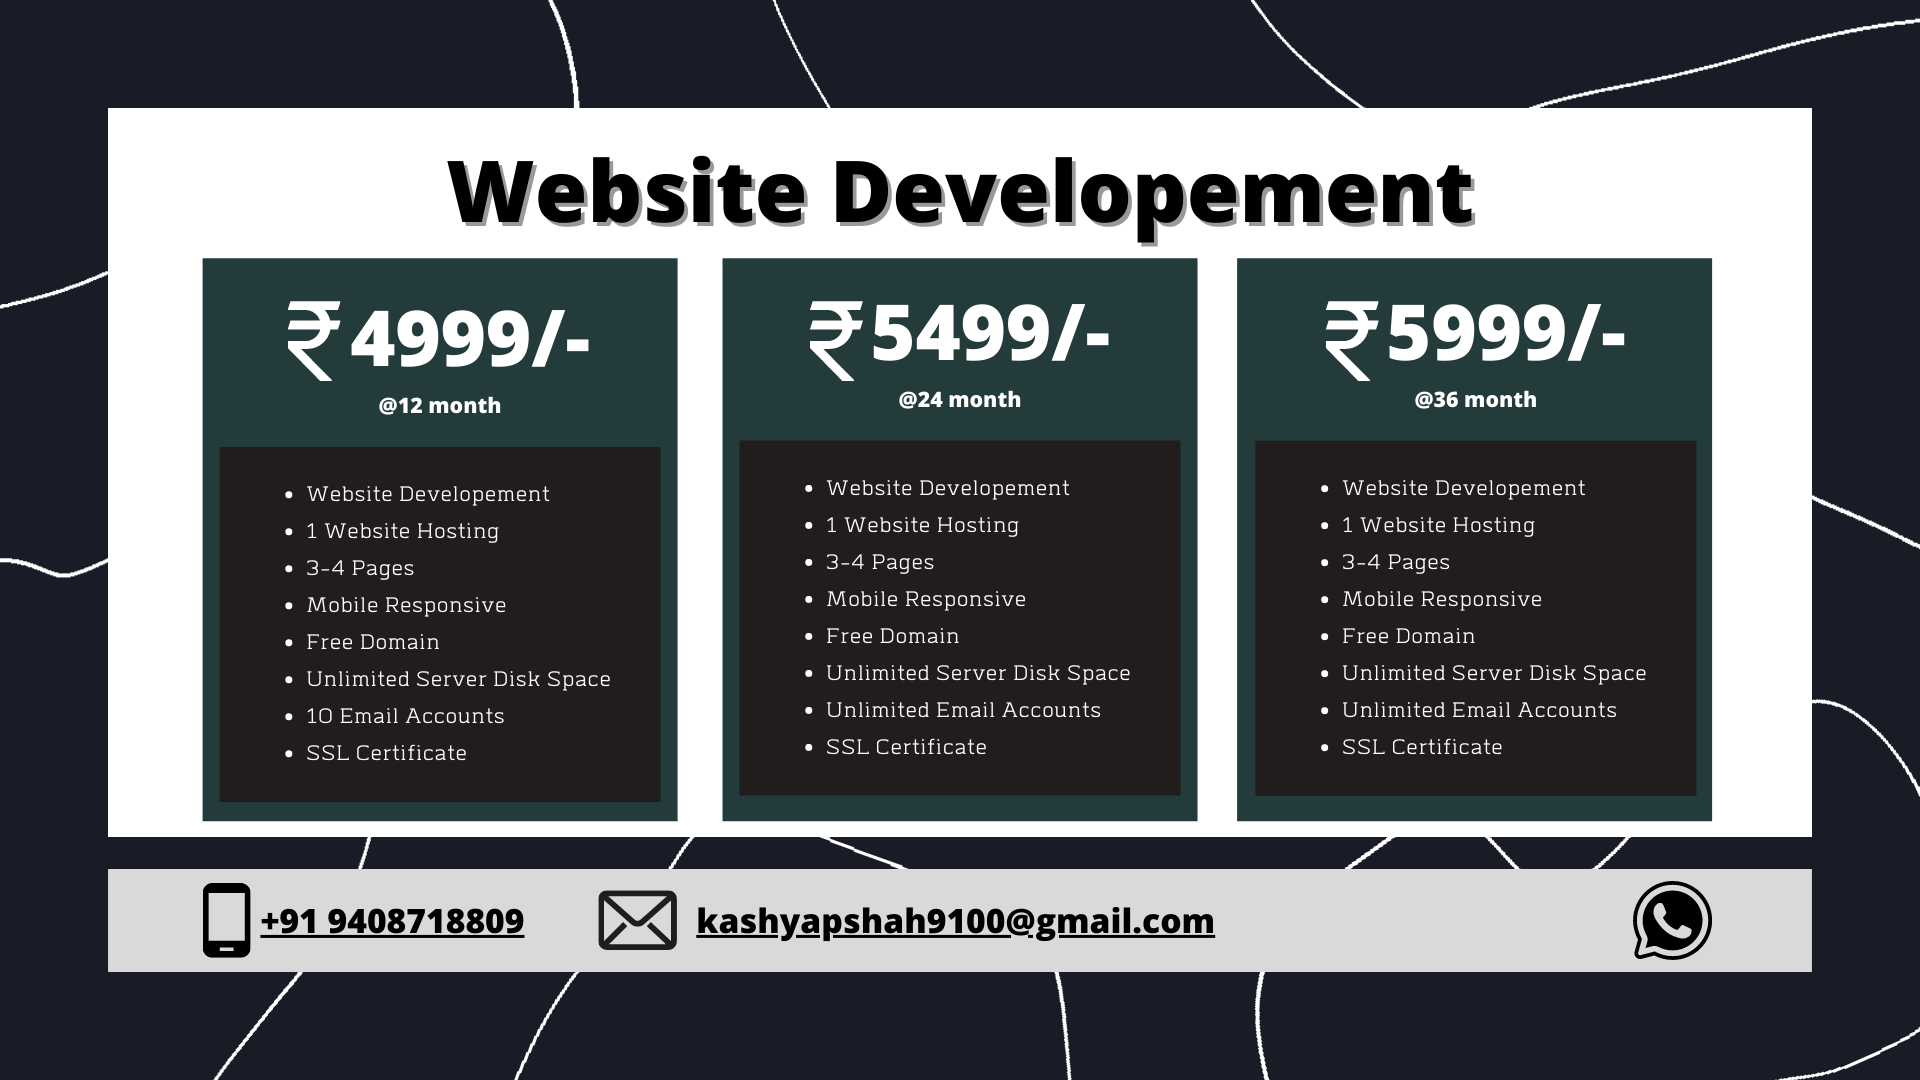 Website Developement
₹4999/-
@12 month
• Website Developement
• 1 Website Hosting
• 3-4 Pages
• Mobile Responsive
• Free Domain
• Unlimited Server Disk Space
• 10 Email Accounts
• SSL Certificate
₹5499/-
@24 month
• Website Developement
• 1 Website Hosting
• 3-4 Pages
• Mobile Responsive
• Free Domain
• Unlimited Server Disk Space
• Unlimited Email Accounts
• SSL Certificate
₹5999/-
@36 month
• Website Developement
• 1 Website Hosting
• 3-4 Pages
• Mobile Responsive
• Free Domain
• Unlimited Server Disk Space
• Unlimited Email Accounts
• SSL Certificate
+91 9408718809
kashyapshah9100@gmail.com